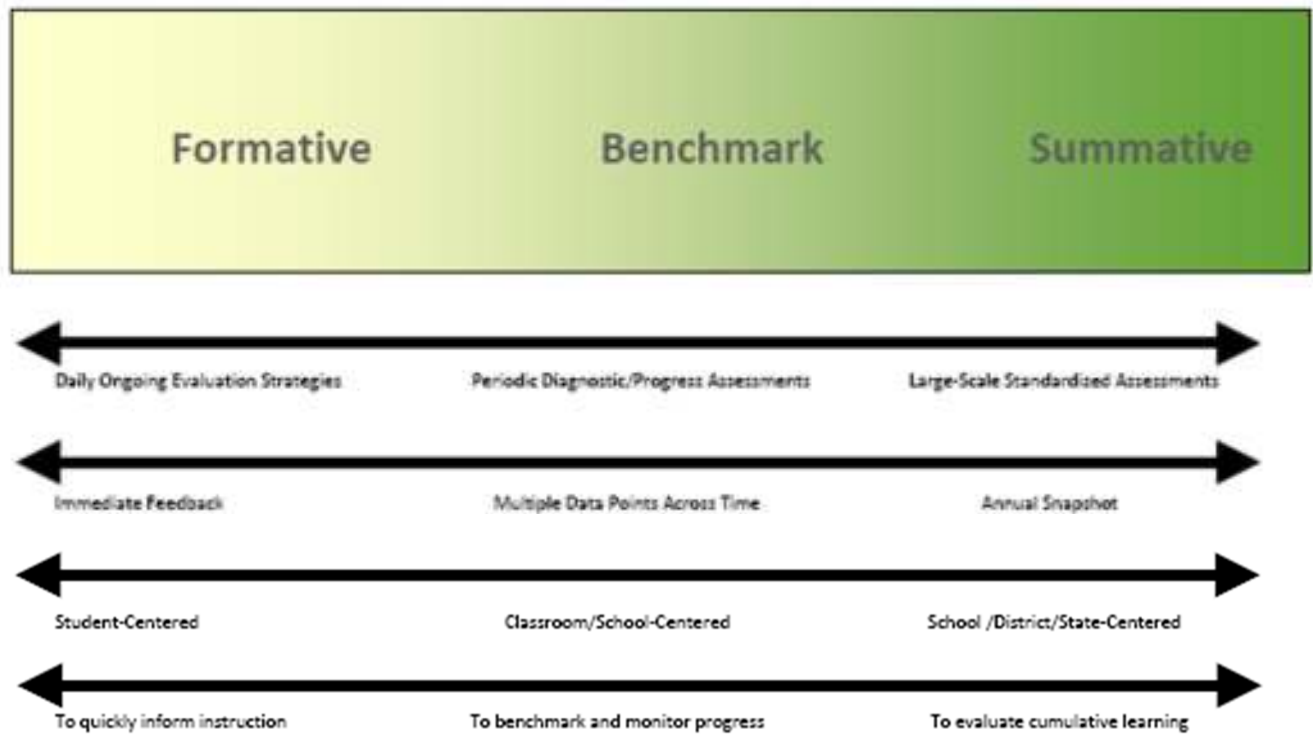 Formative Benchmark Summative
Daily Ongoing Evaluation Strategies Periodic Diagnostic/Progress Assessments Large-Scale Standardized Assessments
Immediate Feedback Multiple Data Points Across Time Annual Snapshot
Student-Centered Classroom/School-Centered School /District/State-Centered
To quickly inform instruction To benchmark and monitor progress To evaluate cumulative learning